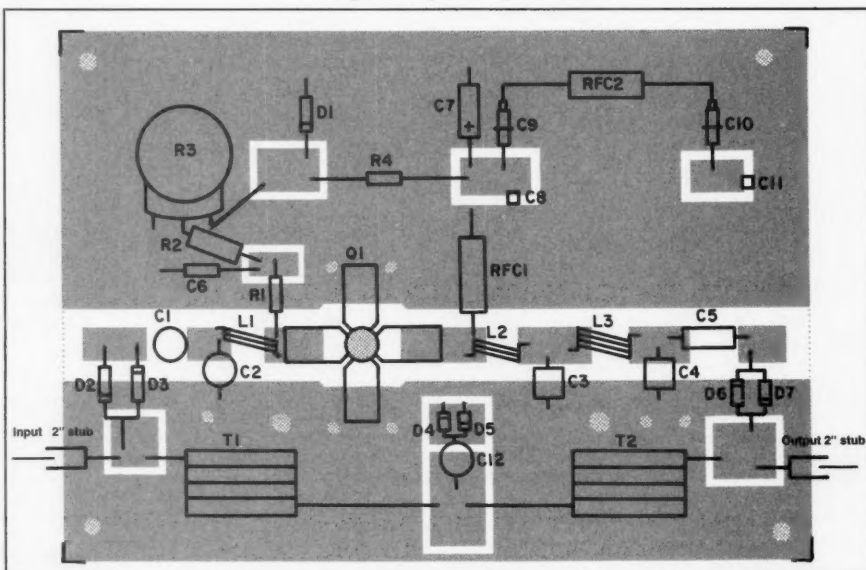 D1
C7
+
RFC2
C9
C10
R3
R4
C8
C11
R2
C6
R1
Q1
RFC1
C1
L1
L2
L3
C5
C2
C3
C4
D2
D3
D4
D5
D6
D7
Input 2" stub
T1
C12
T2
Output 2" stub